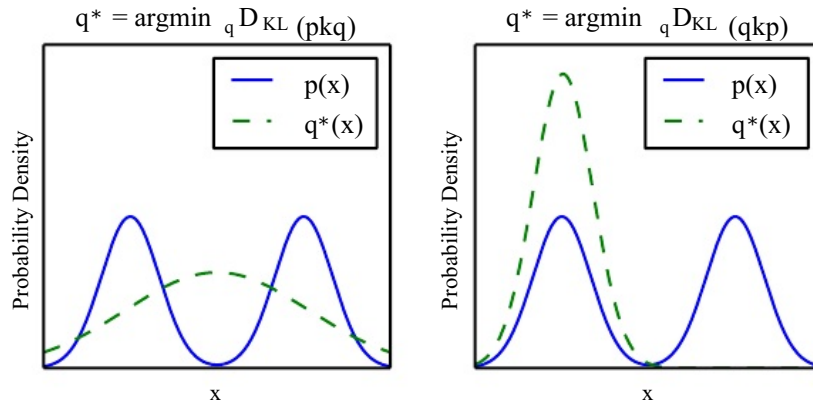 q* = argmin q D KL (pkq)
p(x)
q*(x)
Probability Density
x
q* = argmin q D KL (qkp)
p(x)
q*(x)
Probability Density
x